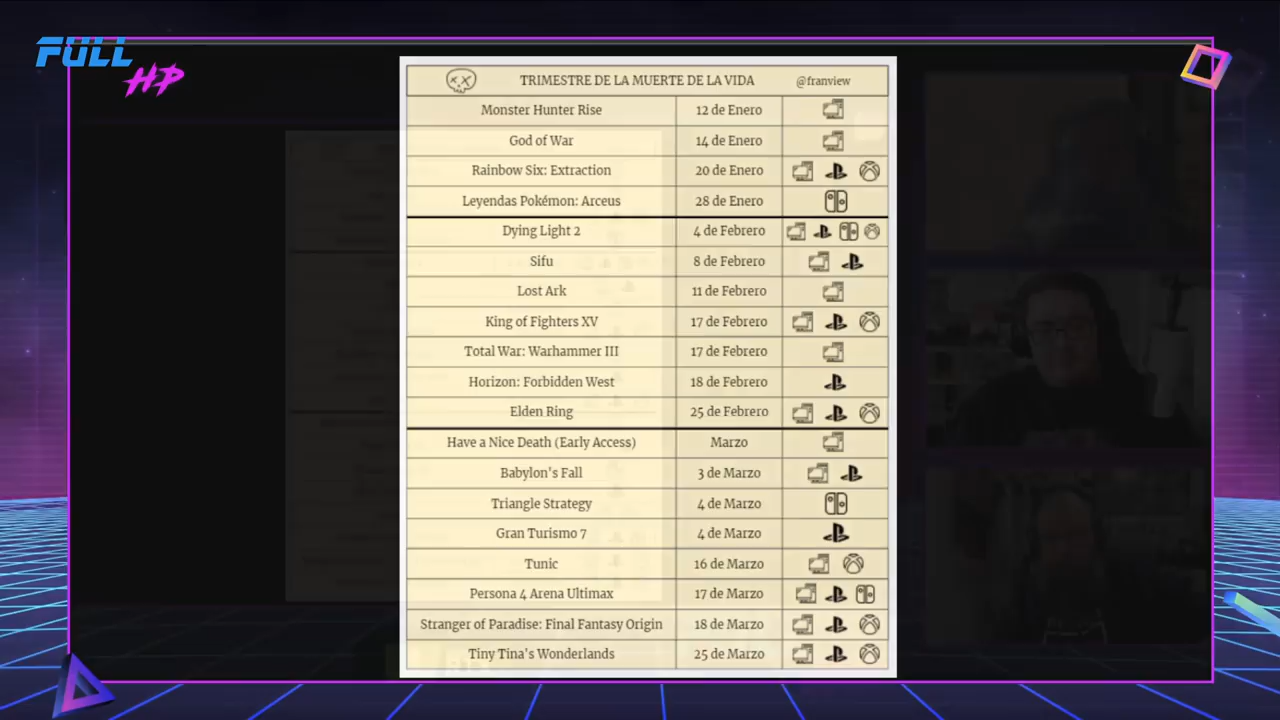 FULL
HP
TRIMESTRE DE LA MUERTE DE LA VIDA @franview
Monster Hunter Rise 12 de Enero
God of War 14 de Enero
Rainbow Six: Extraction 20 de Enero
Leyendas Pokémon: Arceus 28 de Enero
Dying Light 2 4 de Febrero
Sifu 8 de Febrero
Lost Ark 11 de Febrero
King of Fighters XV 17 de Febrero
Total War: Warhammer III 17 de Febrero
Horizon: Forbidden West 18 de Febrero
Elden Ring 25 de Febrero
Have a Nice Death (Early Access) Marzo
Babylon's Fall 3 de Marzo
Triangle Strategy 4 de Marzo
Gran Turismo 7 4 de Marzo
Tunic 16 de Marzo
Persona 4 Arena Ultimax 17 de Marzo
Stranger of Paradise: Final Fantasy Origin 18 de Marzo
Tiny Tina's Wonderlands 25 de Marzo